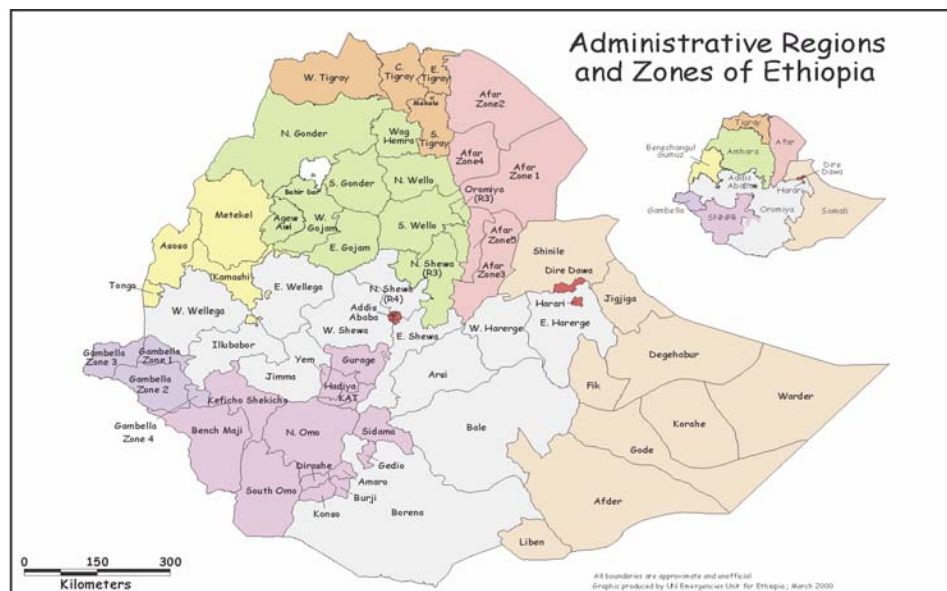 Administrative Regions
and Zones of Ethiopia
W. Tigray
C.
Tigray
E.
Tigray
Mekele
S.
Tigray
Afar
Zone2
N. Gonder
Wag
Hemra
Afar
Zone4
Afar
Zone 1
Bahir Dar
S. Gonder
N. Wello
Oromiya
(R3)
Metekel
Agew
Awi
W.
Gojam
S. Wello
Afar
Zone5
Asosa
E. Gojam
N. Shewa
(R3)
Afar
Zone3
Shinile
Tongo
Kamashi
E. Wellega
N. Shewa
(R4)
Dire Dawa
W. Wellega
Addis
Ababa
Harari
Jigjiga
W. Shewa
E. Shewa
W. Harerge
E. Harerge
Gambella
Zone 3
Gambella
Zone 1
Illubabor
Yem
Gurage
Degehabur
Gambella
Zone 2
Jimma
Hadiya
KAT
Arsi
Fik
Warder
Gambella
Zone 4
Keficho Shekicho
Korahe
Bench Maji
N. Omo
Sidama
Bale
Gode
Dirashe
Gedio
Amaro
South Omo
Burji
Konso
Borena
Afder
Liben
Tigray
Afar
Beneshangul
Gumuz
Amhara
Dire
Dawa
Addis
Ababa
Harari
Gambella
SNNPR
Oromiya
Somali
0 150 300
Kilometers
All boundaries are approximate and unofficial
Graphic produced by UN Emergencies Unit for Ethiopia; March 2000